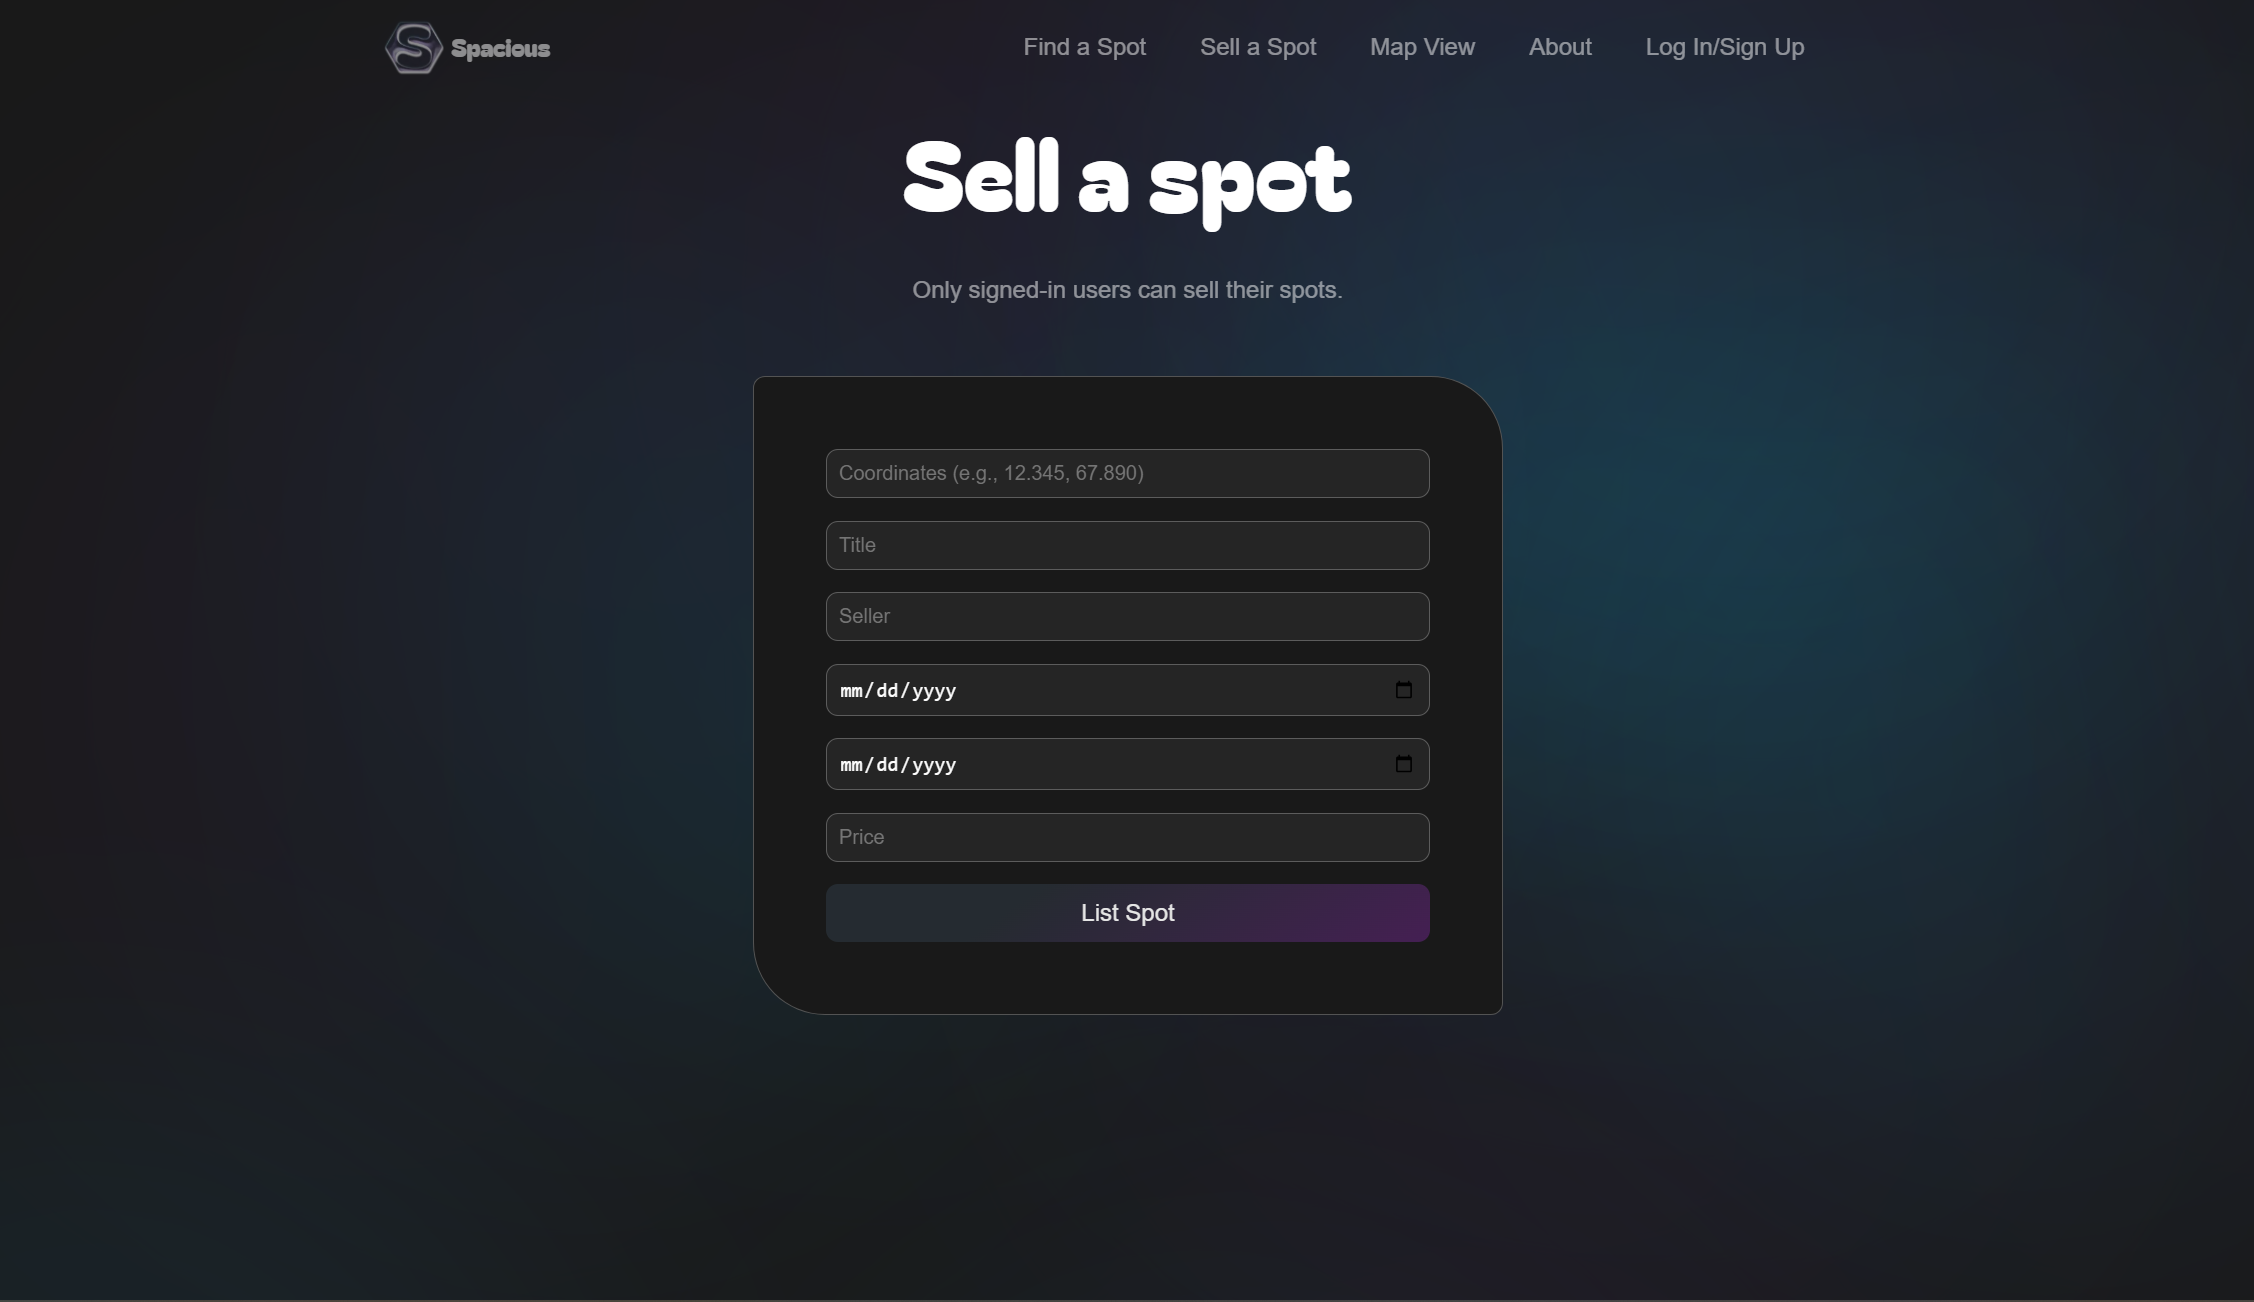 Spacious
Find a Spot
Sell a Spot
Map View
About
Log In/Sign Up
Sell a spot
Only signed-in users can sell their spots.
Coordinates (e.g., 12.345, 67.890)
Title
Seller
mm/dd/yyyy
mm/dd/yyyy
Price
List Spot